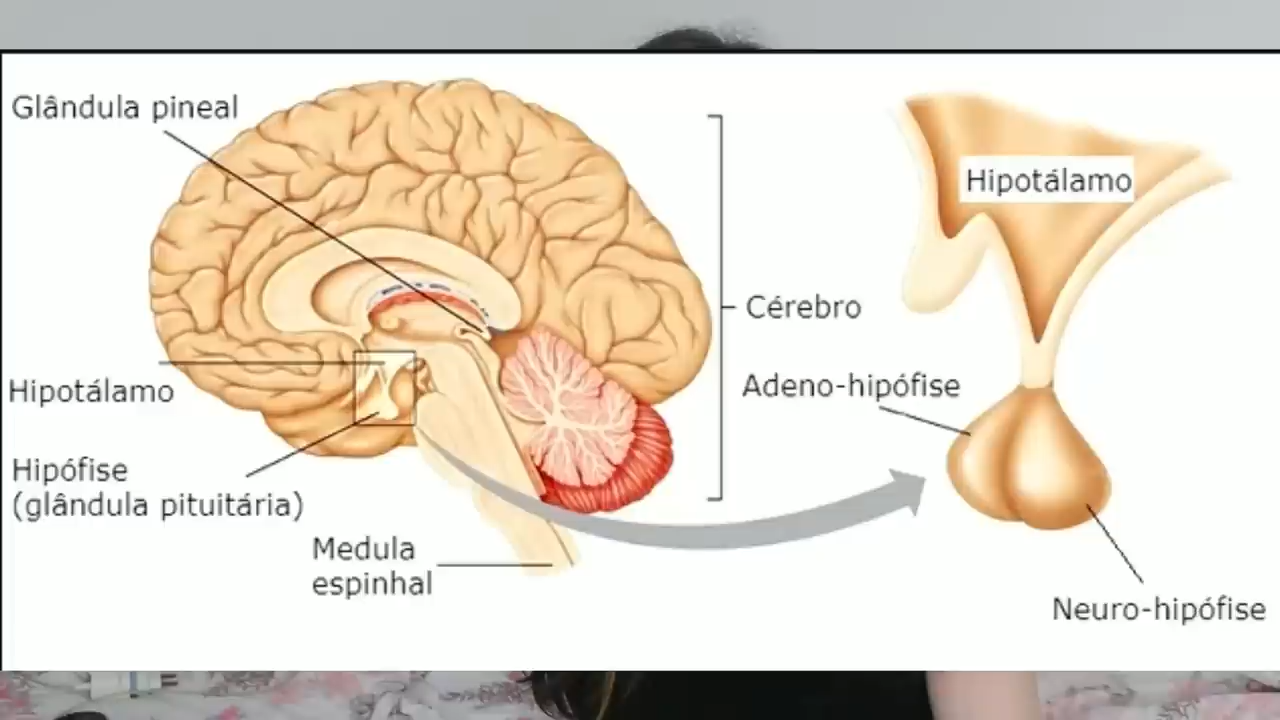 Glândula pineal
Hipotálamo
Hipófise
(glândula pituitária)
Medula
espinhal
Cérebro
Hipotálamo
Adeno-hipófise
Neuro-hipófise